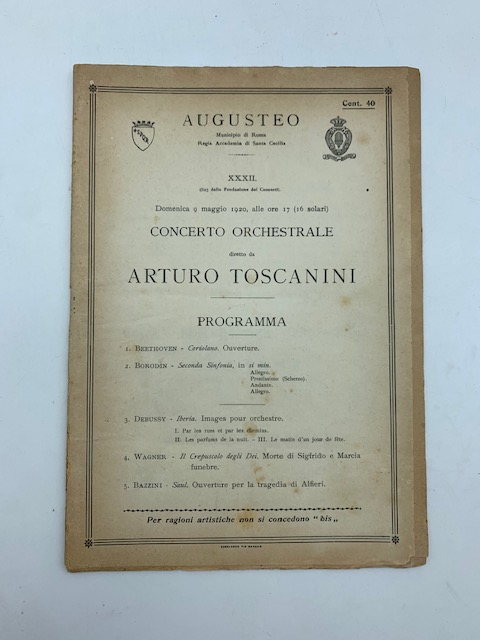 Cent. 40
AUGUSTEO
Municipio di Roma
Regia Accademia di Santa Cecilia
XXXII.
dalla Fondazione dei Concerti)
Domenica 9 maggio 1920, alle ore 17 (16 solari)
CONCERTO ORCHESTRALE
diretto da
ARTURO TOSCANINI
PROGRAMMA
1. BEETHOVEN - Coriolano. Ouverture.
2. BORODIN - Seconda Sinfonia, in si min.
Allegro.
Prestissimo (Scherzo).
Andante.
Allegro.
3. DEBUSSY - Iberia. Images pour orchestre.
I. Par les rues et par les chemins.
II. Les parfums de la nuit. - III. Le matin d'un jour de fête.
4. WAGNER - Il Crepuscolo degli Dei. Morte di Sigfrido e Marcia
funebre.
5. BAZZINI - Saul. Ouverture per la tragedia di Alfieri.
Per ragioni artistiche non si concedono "bis„